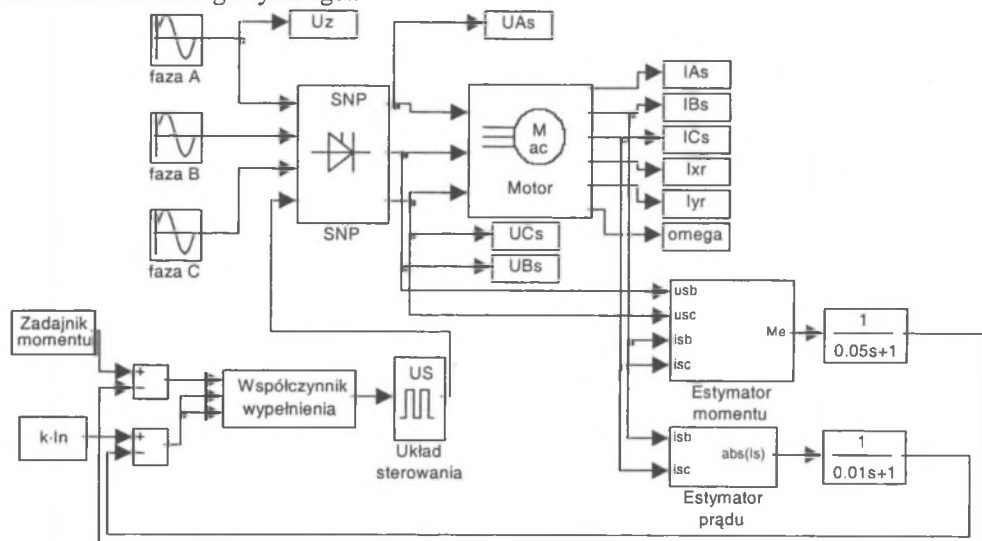 Uz
UAs
faza A
SNP
SNP
faza B
faza C
M
ac
Motor
IAs
IBs
ICs
Ixr
Iyr
omega
UCs
UBs
Zadajnik
momentu
+
−
k·In
+
−
Współczynnik
wypełnienia
US
Układ
sterowania
usb
usc
isb
isc
Me
Estymator
momentu
1
0.05s+1
isb
isc
abs(Is)
Estymator
prądu
1
0.01s+1